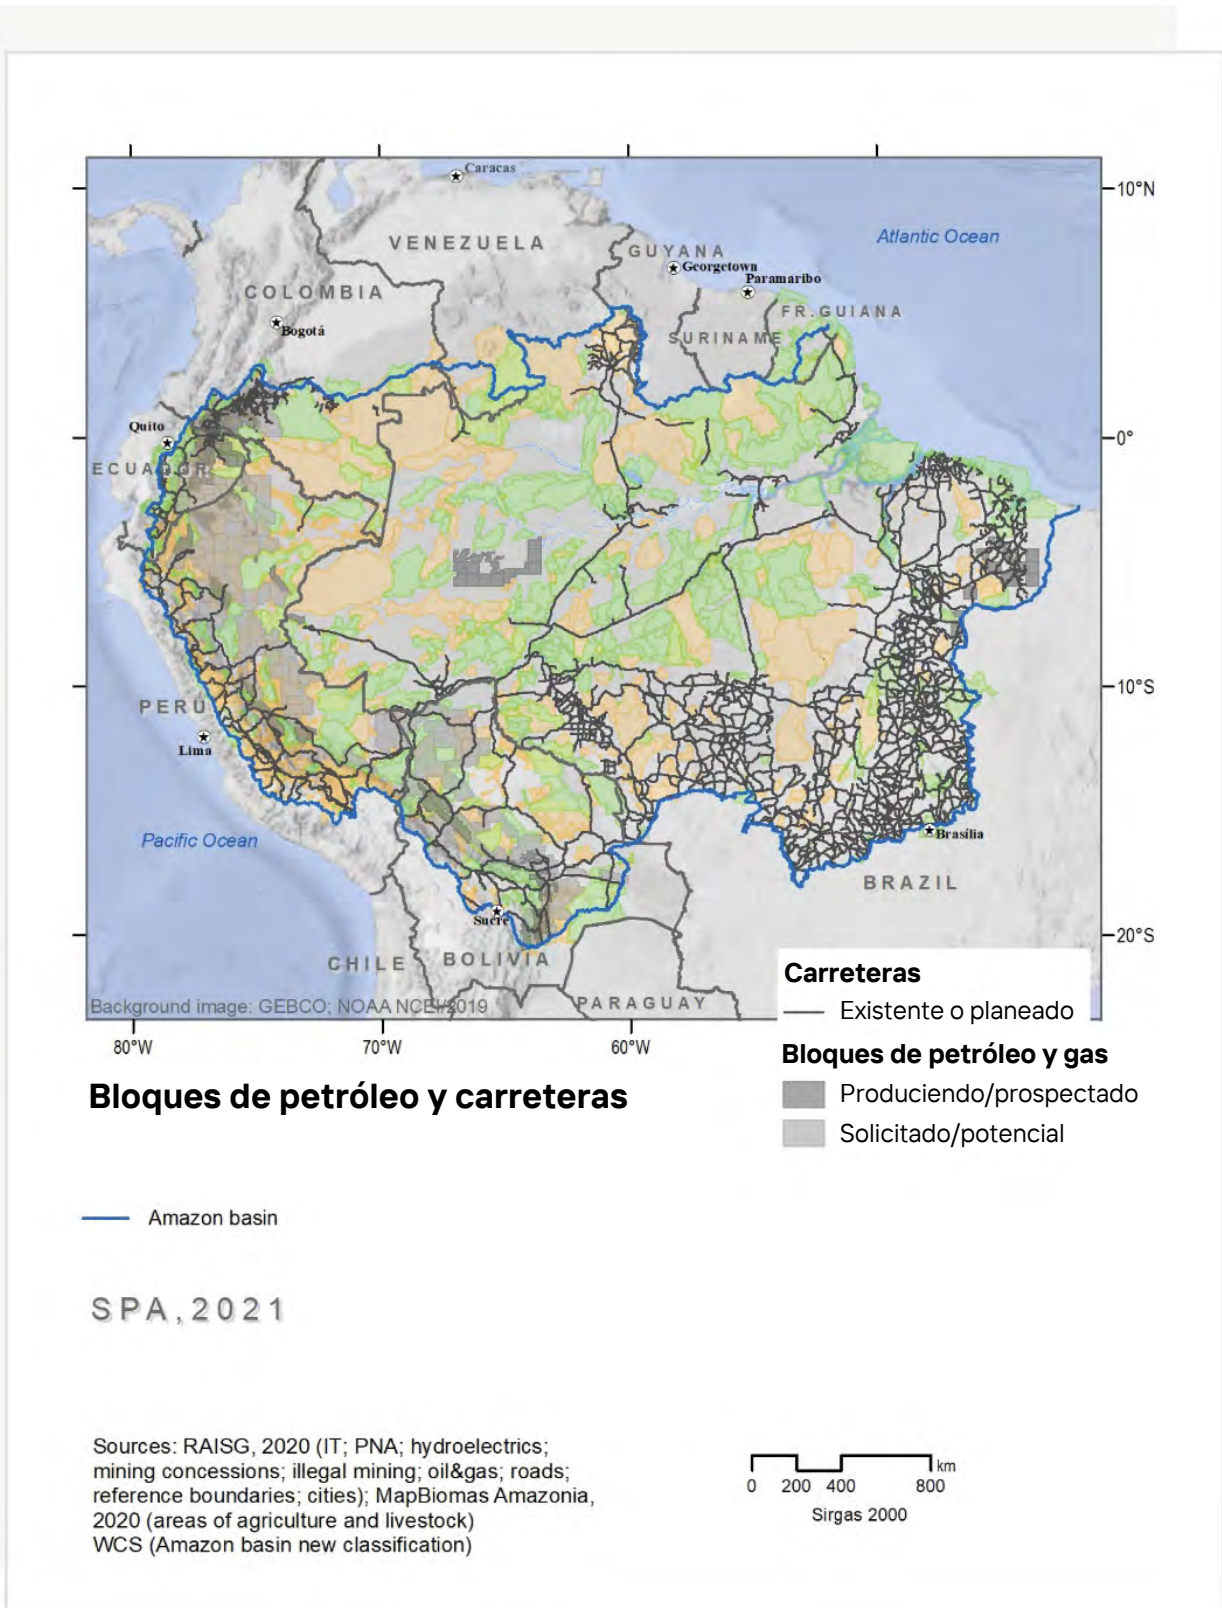 Caracas
10°N
VENEZUELA
GUYANA
Atlantic Ocean
Georgetown
Paramaribo
COLOMBIA
FR.GUIANA
Bogotá
SURINAME
Quito
0°
ECUADOR
10°S
PERU
Lima
Pacific Ocean
Brasília
BRAZIL
Sucre
20°S
CHILE
BOLIVIA
PARAGUAY
Background image: GEBCO; NOAA NCEI/2019
80°W
70°W
60°W
Carreteras
Existente o planeado
Bloques de petróleo y gas
Produciendo/prospectado
Solicitado/potencial
Bloques de petróleo y carreteras
Amazon basin
SPA,2021
Sources: RAISG, 2020 (IT; PNA; hydroelectrics;
mining concessions; illegal mining; oil&gas; roads;
reference boundaries; cities); MapBiomas Amazonia,
2020 (areas of agriculture and livestock)
WCS (Amazon basin new classification)
km
0 200 400 800
Sirgas 2000